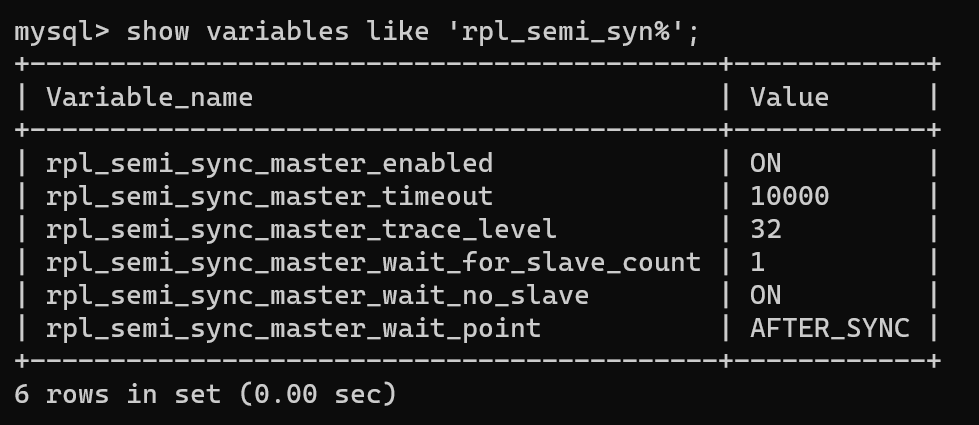 mysql> show variables like 'rpl_semi_syn%';
+-------------------------------------------+------------+
| Variable_name                             | Value      |
+-------------------------------------------+------------+
| rpl_semi_sync_master_enabled              | ON         |
| rpl_semi_sync_master_timeout              | 10000      |
| rpl_semi_sync_master_trace_level          | 32         |
| rpl_semi_sync_master_wait_for_slave_count | 1          |
| rpl_semi_sync_master_wait_no_slave        | ON         |
| rpl_semi_sync_master_wait_point           | AFTER_SYNC |
+-------------------------------------------+------------+
6 rows in set (0.00 sec)